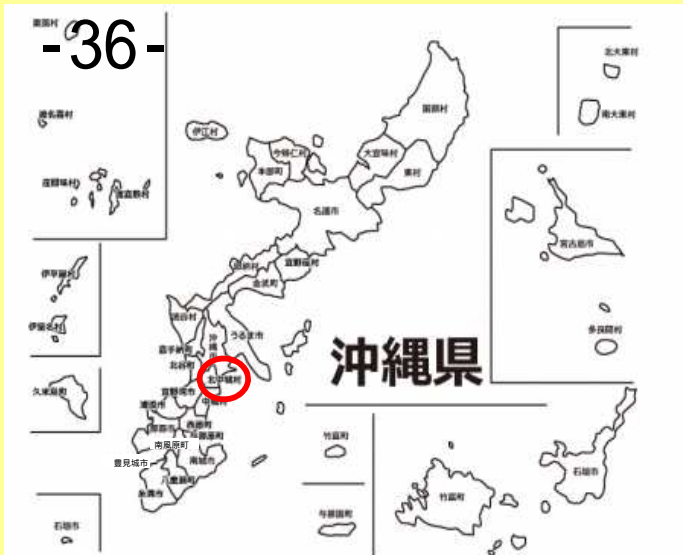 粟国村
-36-
北大東村
国頭村
渡名喜村
南大東村
伊江村
今帰仁村
大宜味村
本部町
東村
座間味村
渡嘉敷村
名護市
宮古島市
恩納村
宜野座村
伊平屋村
金武町
読谷村
伊是名村
うるま市
多良間村
沖縄市
嘉手納町
沖縄県
北谷町
北中城村
久米島町
宜野湾市
中城村
浦添市
西原町
那覇市
与那原町
竹富町
南風原町
南城市
豊見城市
石垣市
八重瀬町
糸満市
竹富町
石垣市
与那国町